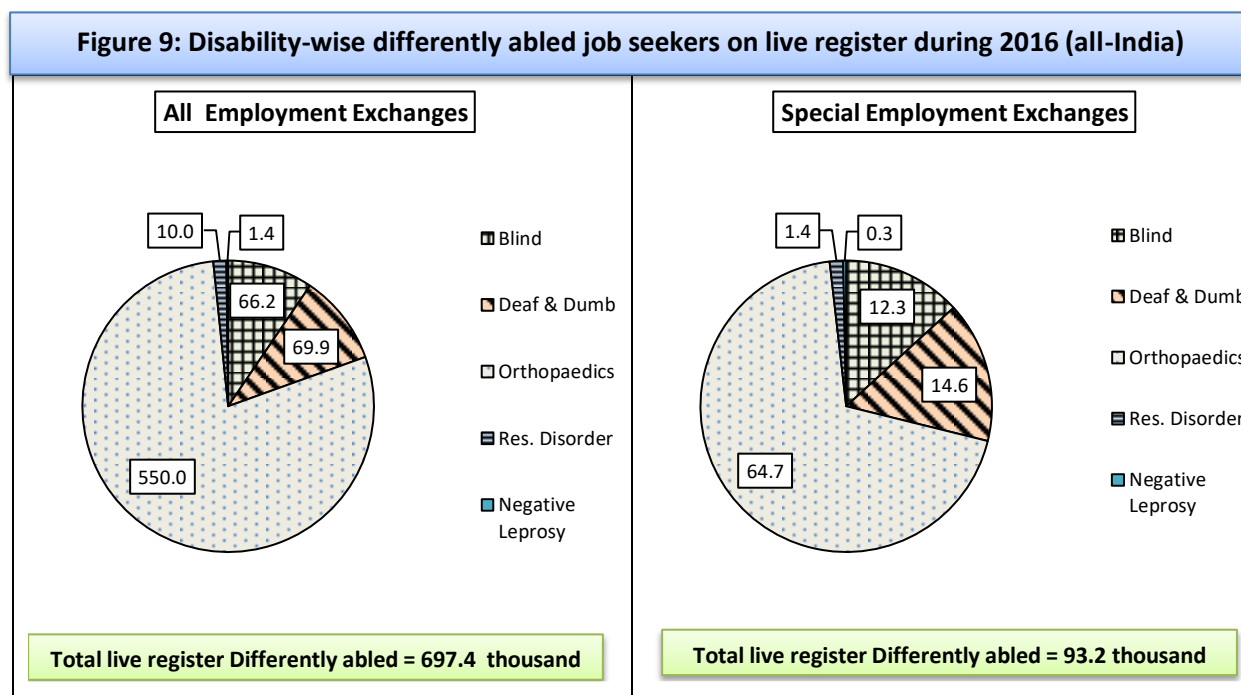 Figure 9: Disability-wise differently abled job seekers on live register during 2016 (all-India)
All Employment Exchanges
10.0
1.4
66.2
69.9
550.0
Blind
Deaf & Dumb
Orthopaedics
Res. Disorder
Negative
Leprosy
Total live register Differently abled = 697.4 thousand
Special Employment Exchanges
1.4
0.3
12.3
14.6
64.7
Blind
Deaf & Dumb
Orthopaedics
Res. Disorder
Negative
Leprosy
Total live register Differently abled = 93.2 thousand